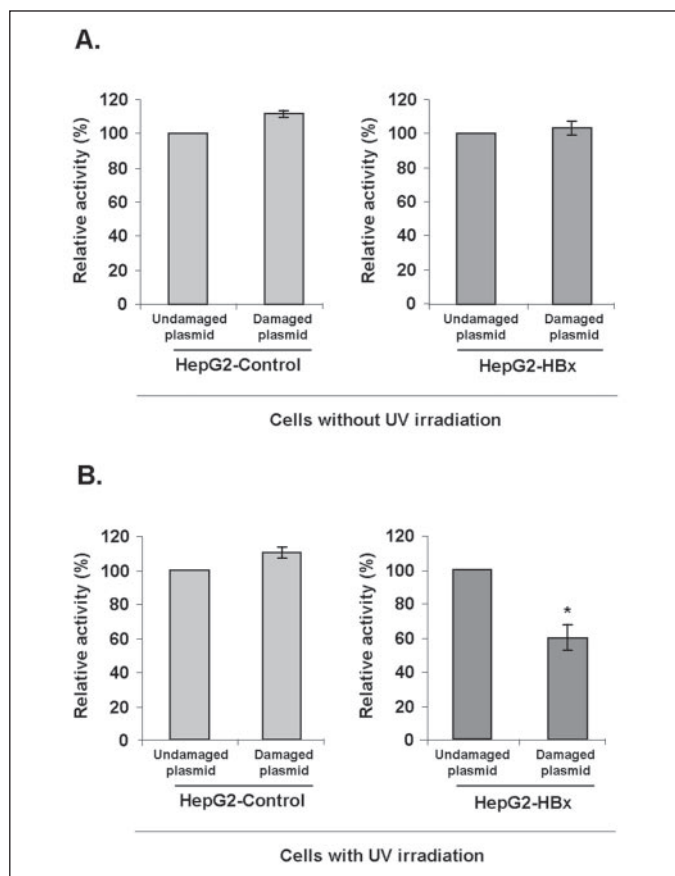 A.
Relative activity (%)
120
100
80
60
40
20
0
Undamaged plasmid
Damaged plasmid
HepG2-Control
Relative activity (%)
120
100
80
60
40
20
0
Undamaged plasmid
Damaged plasmid
HepG2-HBx
Cells without UV irradiation
B.
Relative activity (%)
120
100
80
60
40
20
0
Undamaged plasmid
Damaged plasmid
HepG2-Control
Relative activity (%)
120
100
80
60
40
20
0
*
Undamaged plasmid
Damaged plasmid
HepG2-HBx
Cells with UV irradiation